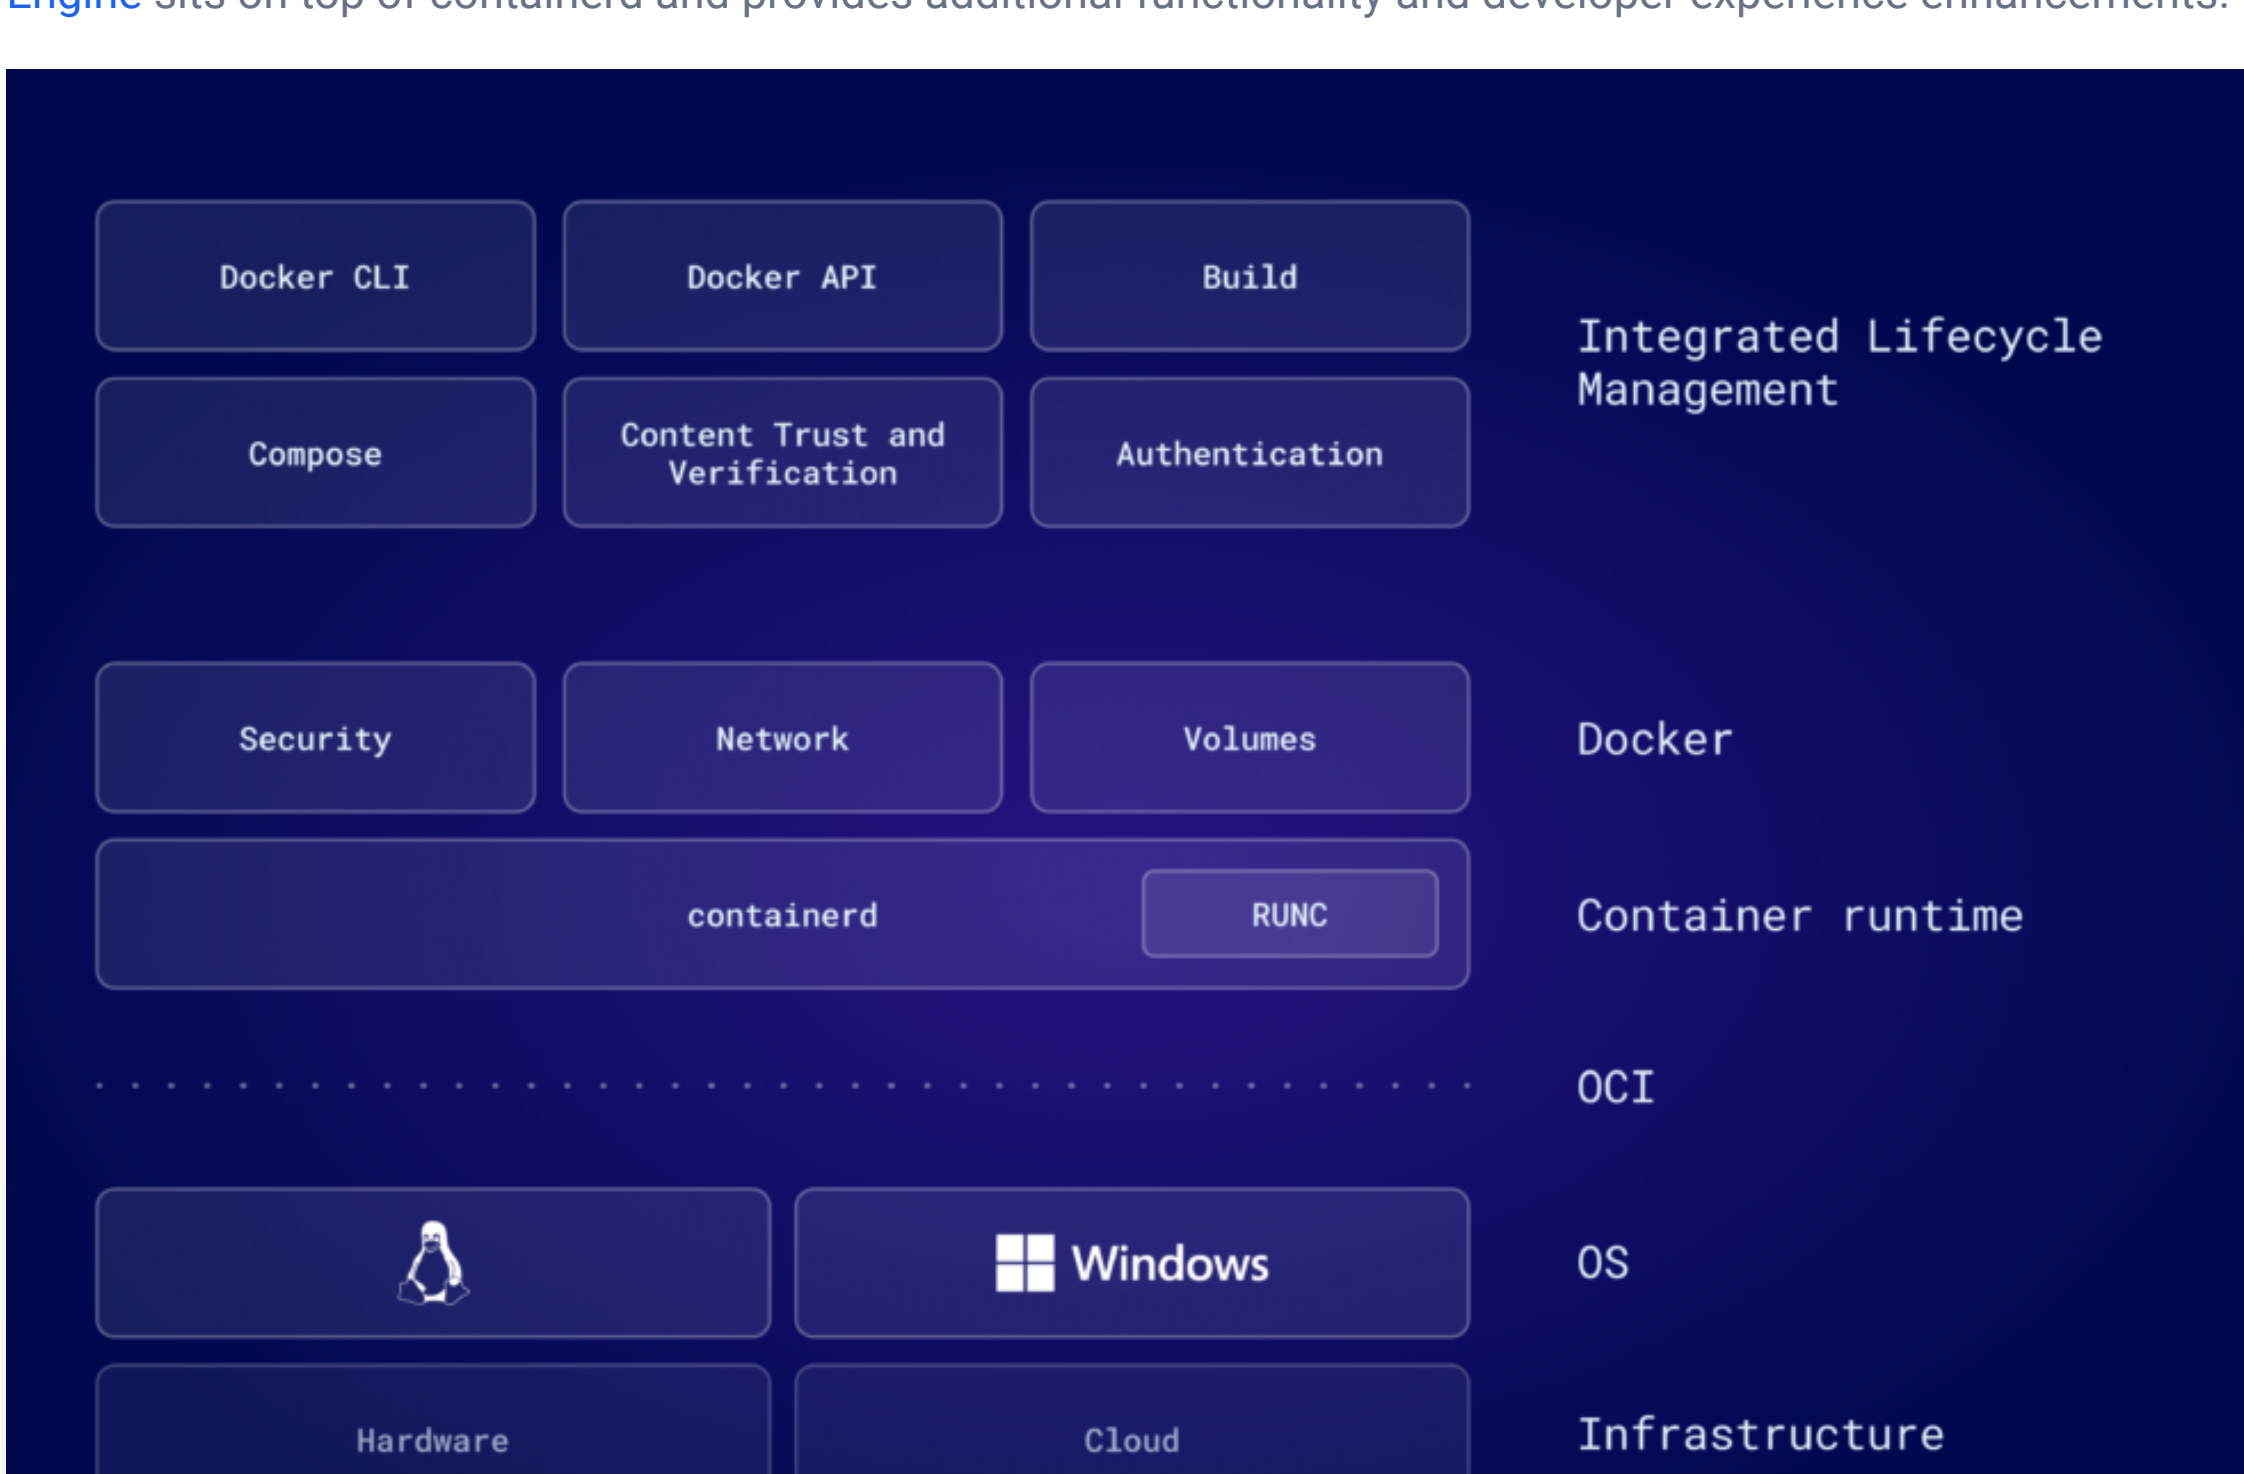 Engine sits on top of containerd and provides additional functionality and developer experience enhancements.
Docker CLI
Docker API
Build
Integrated Lifecycle
Management
Compose
Content Trust and
Verification
Authentication
Security
Network
Volumes
Docker
containerd
RUNC
Container runtime
OCI
Windows
OS
Hardware
Cloud
Infrastructure